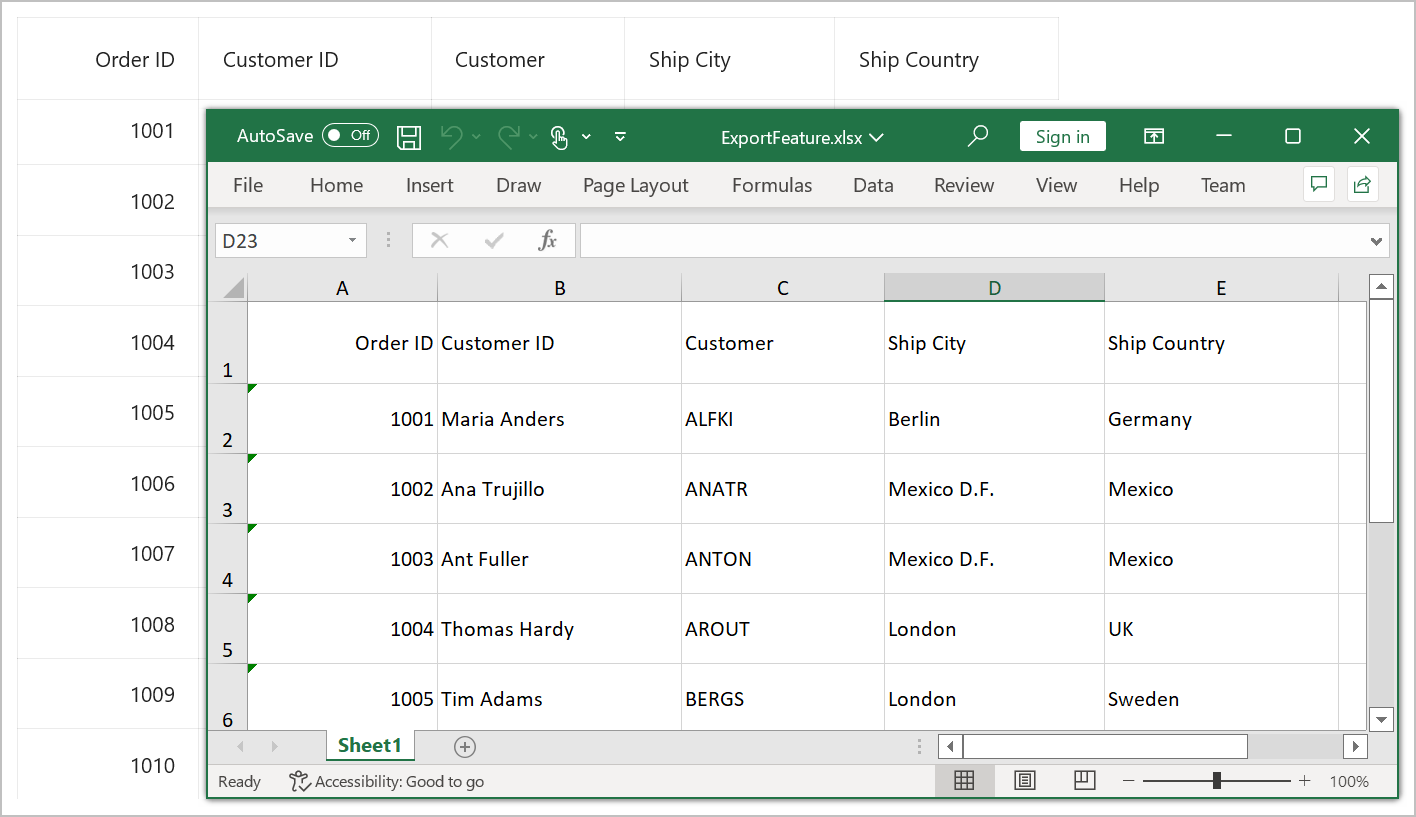 Order ID Customer ID Customer Ship City Ship Country
1001
1002
1003
1004
1005
1006
1007
1008
1009
1010
AutoSave Off ExportFeature.xlsx Sign in
File Home Insert Draw Page Layout Formulas Data Review View Help Team
D23 fx
A B C D E
1 Order ID Customer ID Customer Ship City Ship Country
2 1001 Maria Anders ALFKI Berlin Germany
3 1002 Ana Trujillo ANATR Mexico D.F. Mexico
4 1003 Ant Fuller ANTON Mexico D.F. Mexico
5 1004 Thomas Hardy AROUT London UK
6 1005 Tim Adams BERGS London Sweden
Sheet1
Ready Accessibility: Good to go 100%